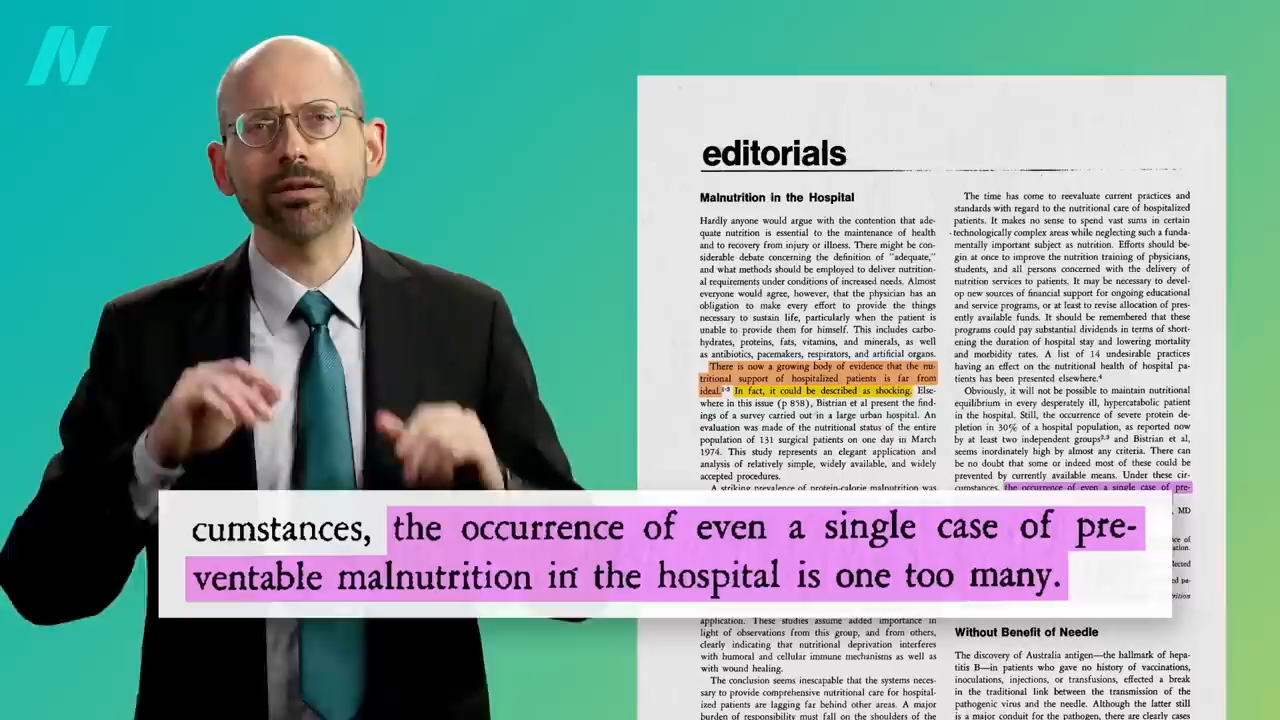 N
editorials
Malnutrition in the Hospital
Hardly anyone would argue with the contention that ade-
quate nutrition is essential to the maintenance of health
and to recovery from injury or illness. There might be con-
siderable debate concerning the definition of "adequate,"
and what methods should be employed to deliver nutrition-
al requirements under conditions of increased needs. Almost
everyone would agree, however, that the physician has an
obligation to make every effort to provide the things
necessary to sustain life, particularly when the patient is
unable to provide them for himself. This includes carbo-
hydrates, proteins, fats, vitamins, and minerals, as well
as antibiotics, pacemakers, respirators, and artificial organs.
There is now a growing body of evidence that the nu-
tritional support of hospitalized patients is far from
ideal.1-3 In fact, it could be described as shocking. Else-
where in this issue (p 858), Bistrian et al present the find-
ings of a survey carried out in a large urban hospital. An
evaluation was made of the nutritional status of the entire
population of 131 surgical patients on one day in March
1974. This study represents an elegant application and
analysis of relatively simple, widely available, and widely
accepted procedures.
A striking prevalence of protein-calorie malnutrition was
application. These studies assume added importance in
light of observations from this group, and from others,
clearly indicating that nutritional deprivation interferes
with humoral and cellular immune mechanisms as well as
with wound healing.
The conclusion seems inescapable that the systems neces-
sary to provide comprehensive nutritional care for hospital-
ized patients are lagging far behind other areas. A major
burden of responsibility must fall on the shoulders of the
The time has come to reevaluate current practices and
standards with regard to the nutritional care of hospitalized
patients. It makes no sense to spend vast sums in certain
technologically complex areas while neglecting such a funda-
mentally important subject as nutrition. Efforts should be-
gin at once to improve the nutrition training of physicians,
students, and all persons concerned with the delivery of
nutrition services to patients. It may be necessary to devel-
op new sources of financial support for ongoing educational
and service programs, or at least to revise allocation of pres-
ently available funds. It should be remembered that these
programs could pay substantial dividends in terms of short-
ening the duration of hospital stay and lowering mortality
and morbidity rates. A list of 14 undesirable practices
having an effect on the nutritional health of hospital pa-
tients has been presented elsewhere.4
Obviously, it will not be possible to maintain nutritional
equilibrium in every desperately ill, hypercatabolic patient
in the hospital. Still, the occurrence of severe protein de-
pletion in 30% of a hospital population, as reported now
by at least two independent groups2,3 and Bistrian et al,
seems inordinately high by almost any criteria. There can
be no doubt that some or indeed most of these could be
prevented by currently available means. Under these cir-
cumstances, the occurrence of even a single case of pre-
, MD
cumstances, the occurrence of even a single case of pre-
ventable malnutrition in the hospital is one too many.
Without Benefit of Needle
The discovery of Australia antigen—the hallmark of hepa-
titis B—in patients who gave no history of vaccinations,
inoculations, injections, or transfusions, effected a break
in the traditional link between the transmission of the
pathogenic virus and the needle. Although the latter still
is a major conduit for the pathogen, there are clearly cases